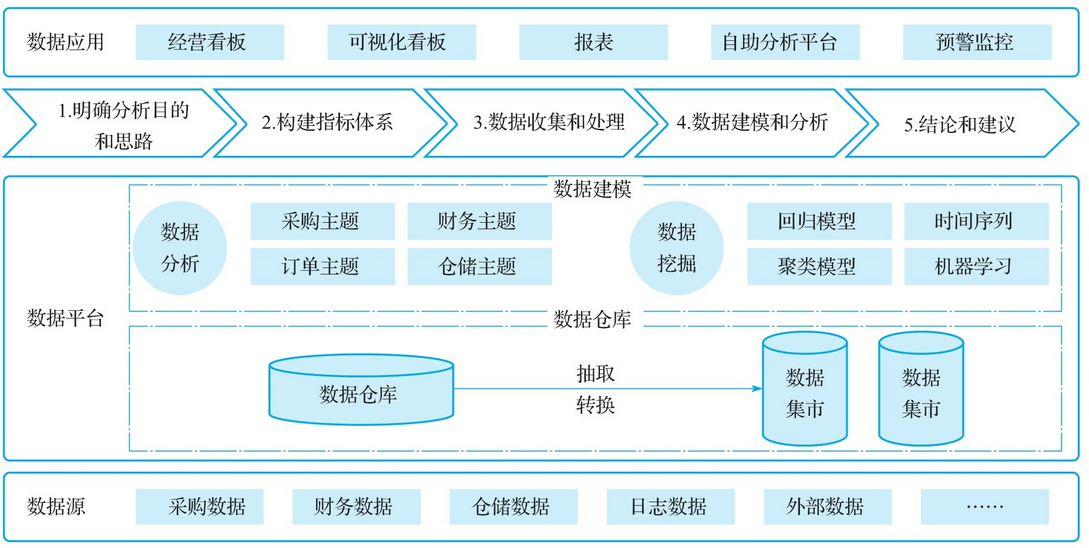 数据应用
经营看板
可视化看板
报表
自助分析平台
预警监控
1.明确分析目的
和思路
2.构建指标体系
3.数据收集和处理
4.数据建模和分析
5.结论和建议
数据平台
数据建模
数据
分析
采购主题
财务主题
订单主题
仓储主题
数据
挖掘
回归模型
时间序列
聚类模型
机器学习
数据仓库
数据仓库
抽取
转换
数据
集市
数据
集市
数据源
采购数据
财务数据
仓储数据
日志数据
外部数据
……